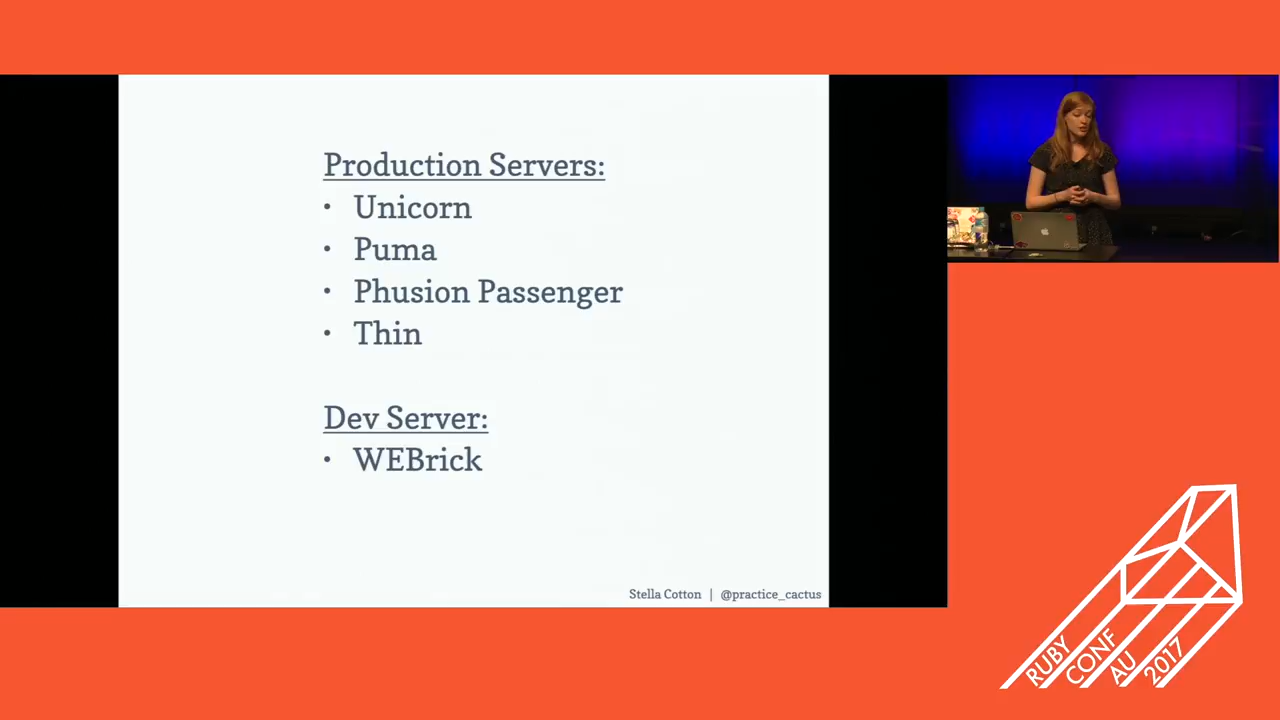 Production Servers:
• Unicorn
• Puma
• Phusion Passenger
• Thin
Dev Server:
• WEBrick
Stella Cotton | @practice_cactus
RUBY
CONF
AU
2017